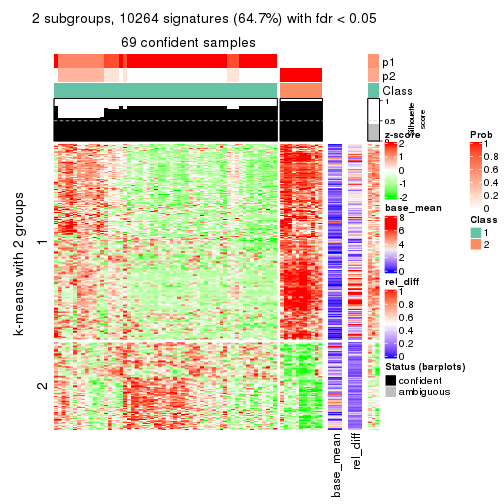 2 subgroups, 10264 signatures (64.7%) with fdr < 0.05
69 confident samples
p1
p2
Class
1
0.5
0
Silhouette
score
k-means with 2 groups
1
2
z-score
2
1
0
-1
-2
base_mean
8
6
4
2
0
rel_diff
1
0.8
0.6
0.4
0.2
0
Status (barplots)
confident
ambiguous
Prob
1
0.8
0.6
0.4
0.2
0
Class
1
2
base_mean
rel_diff